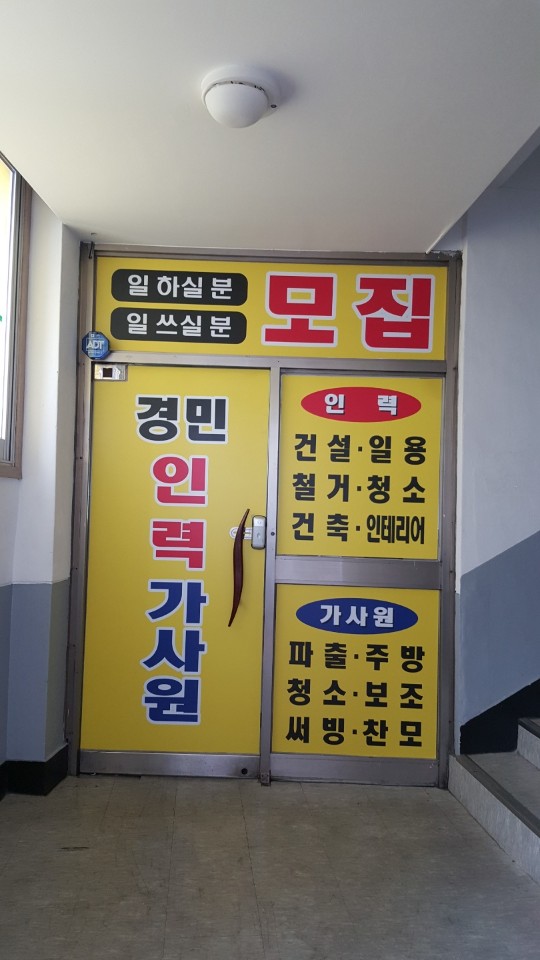 일 하실 분
일 쓰실 분
모집
ADT
경민
인력가사원
인 력
건설·일용
철거·청소
건축·인테리어
가사원
파출·주방
청소·보조
써빙·찬모